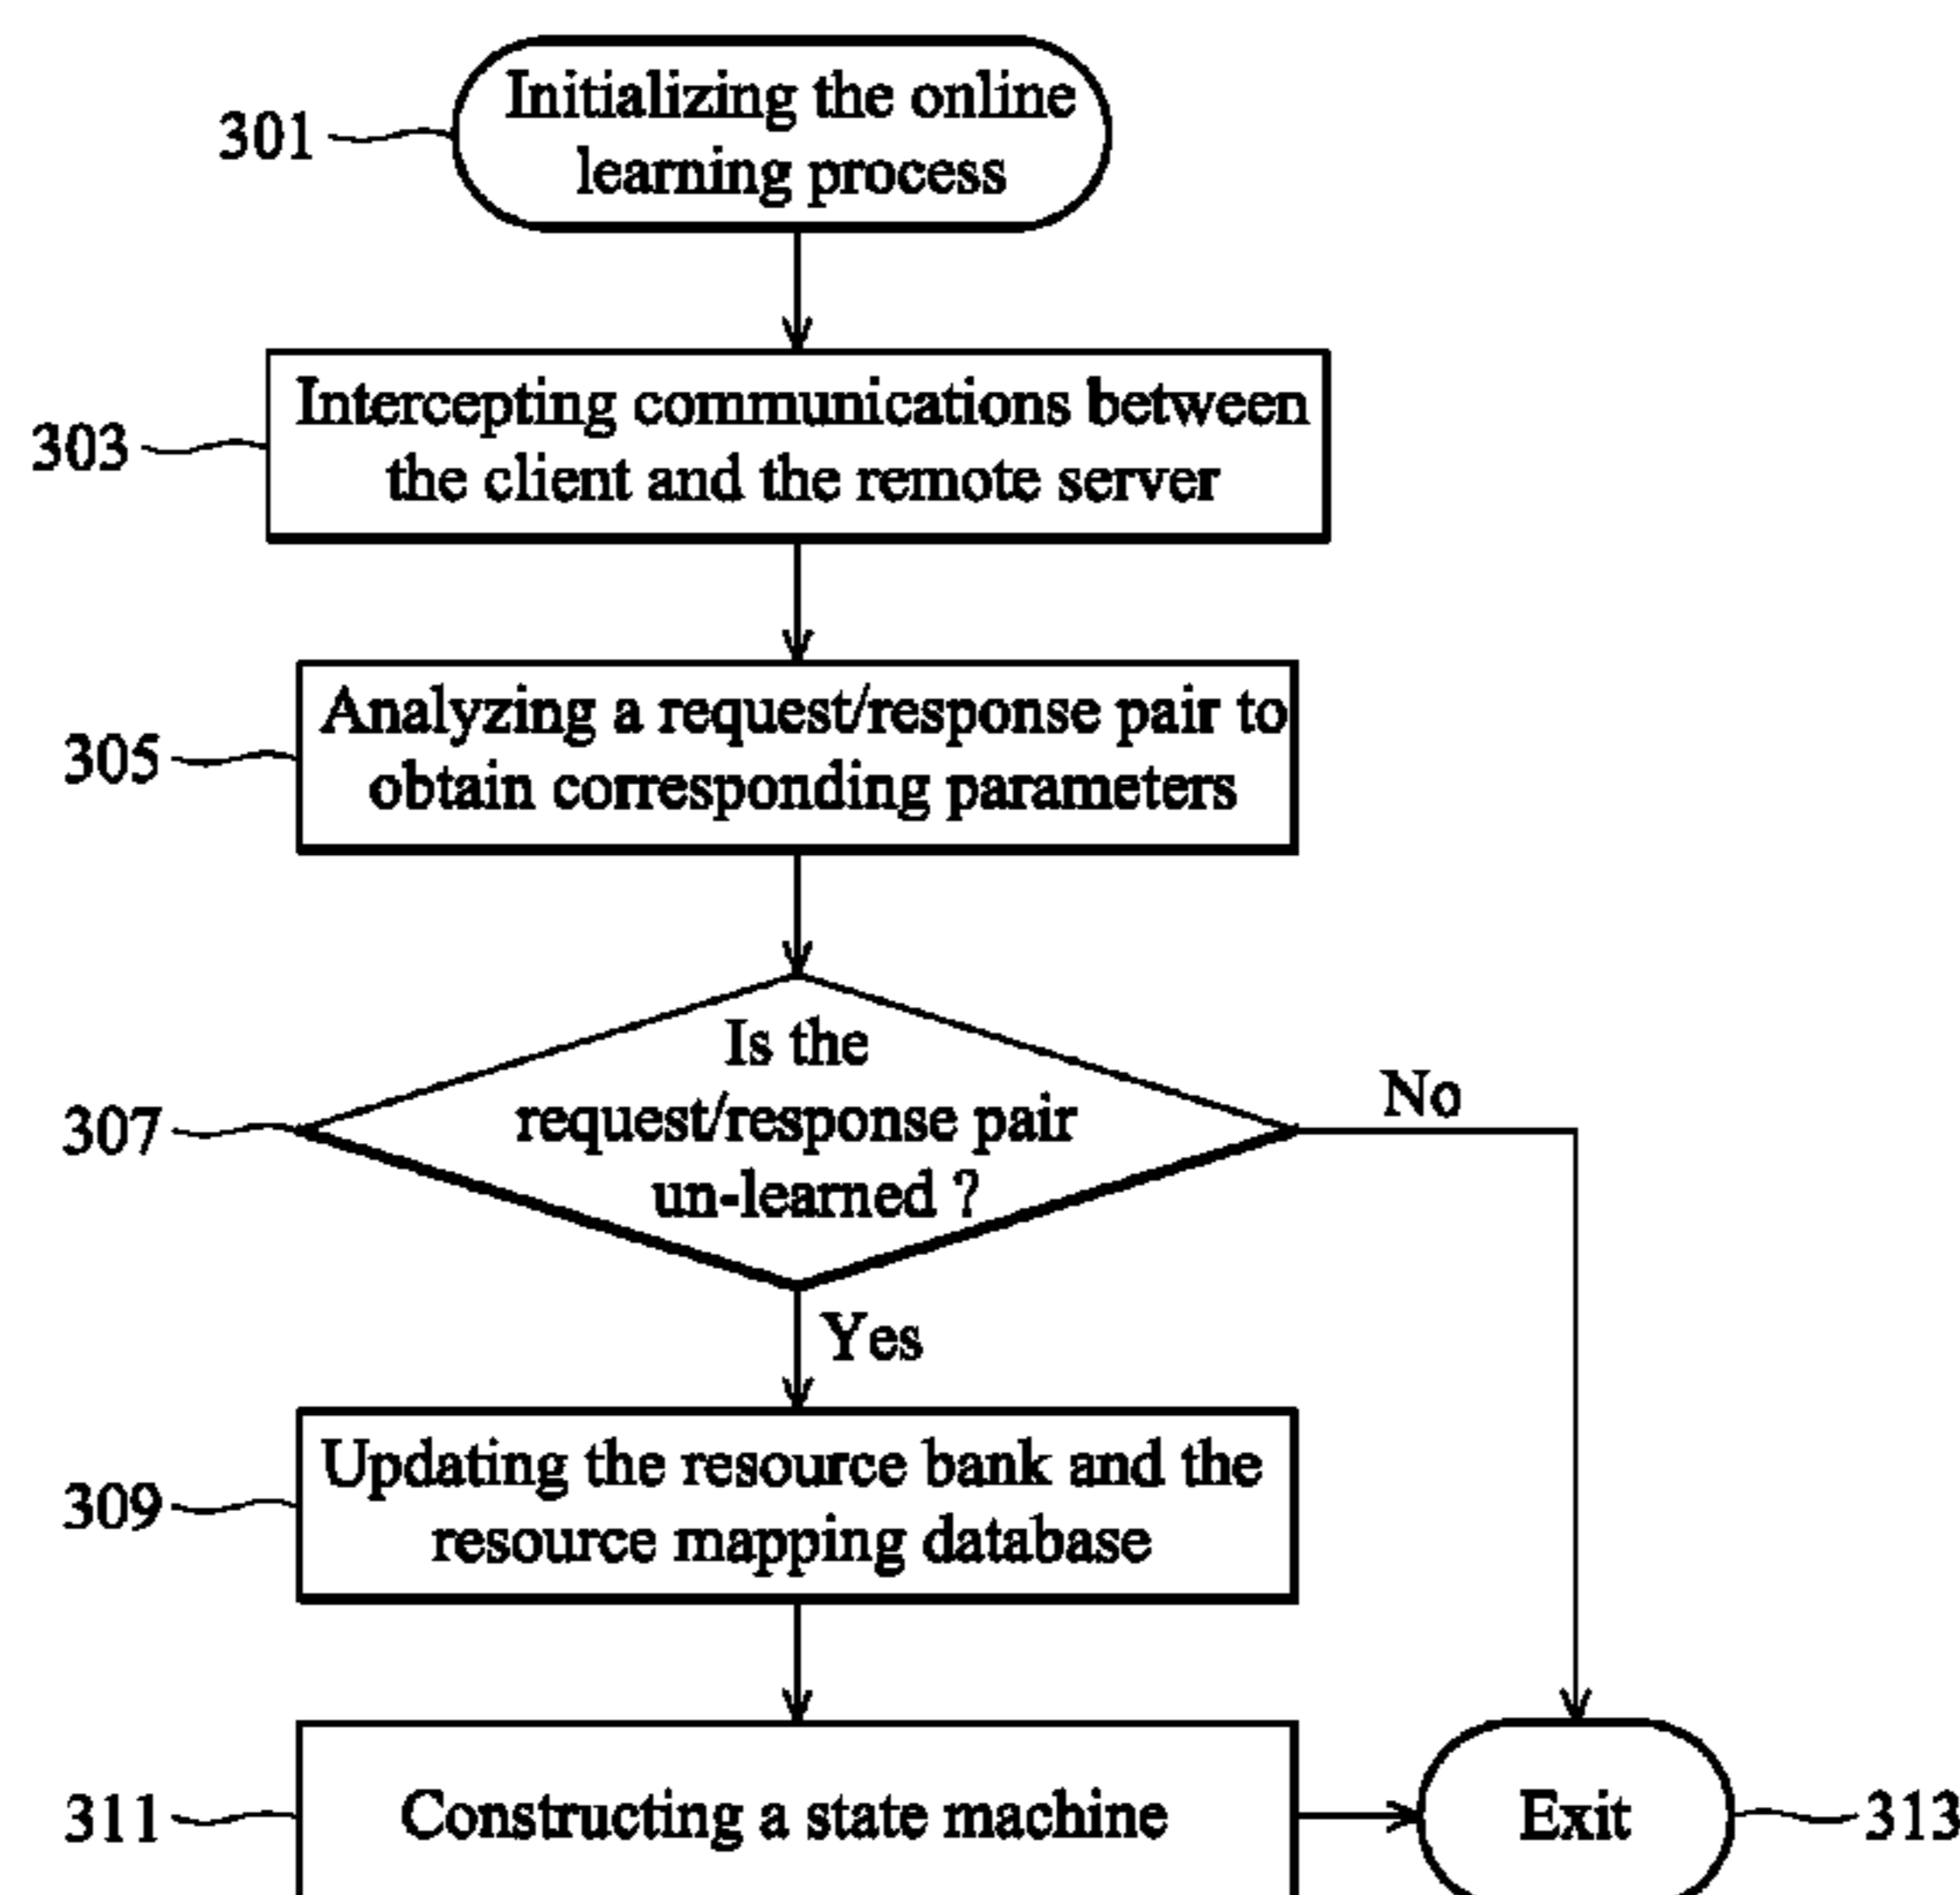 301
Initializing the online
learning process
303
Intercepting communications between
the client and the remote server
305
Analyzing a request/response pair to
obtain corresponding parameters
307
Is the
request/response pair
un-learned ?
No
Yes
309
Updating the resource bank and the
resource mapping database
311
Constructing a state machine
Exit
313